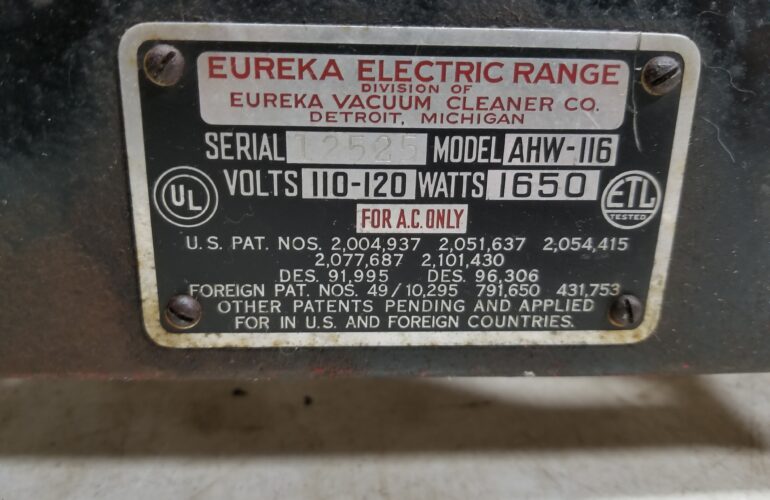 EUREKA ELECTRIC RANGE
DIVISION OF
EUREKA VACUUM CLEANER CO.
DETROIT, MICHIGAN
SERIAL 12525 MODEL AHW-116
UL VOLTS 110-120 WATTS 1650 ETL TESTED
FOR A.C. ONLY
U.S. PAT. NOS. 2,004,937 2,051,637 2,054,415
2,077,687 2,101,430
DES. 91,995 DES. 96,306
FOREIGN PAT. NOS. 49/10,295 791,650 431,753
OTHER PATENTS PENDING AND APPLIED
FOR IN U.S. AND FOREIGN COUNTRIES.